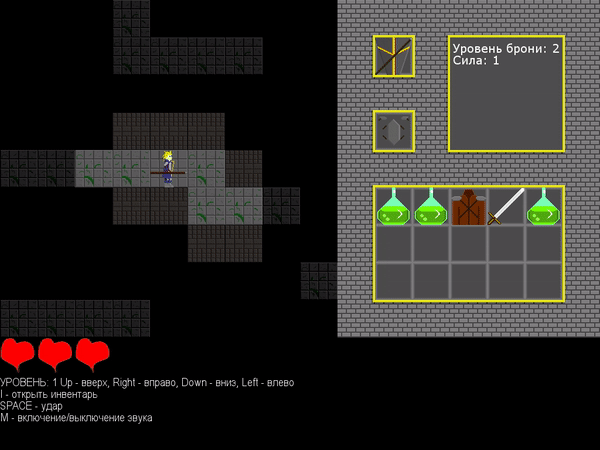 Уровень брони: 2
Сила: 1
УРОВЕНЬ: 1 Up - вверх, Right - вправо, Down - вниз, Left - влево
I - открыть инвентарь
SPACE - удар
M - включение/выключение звука